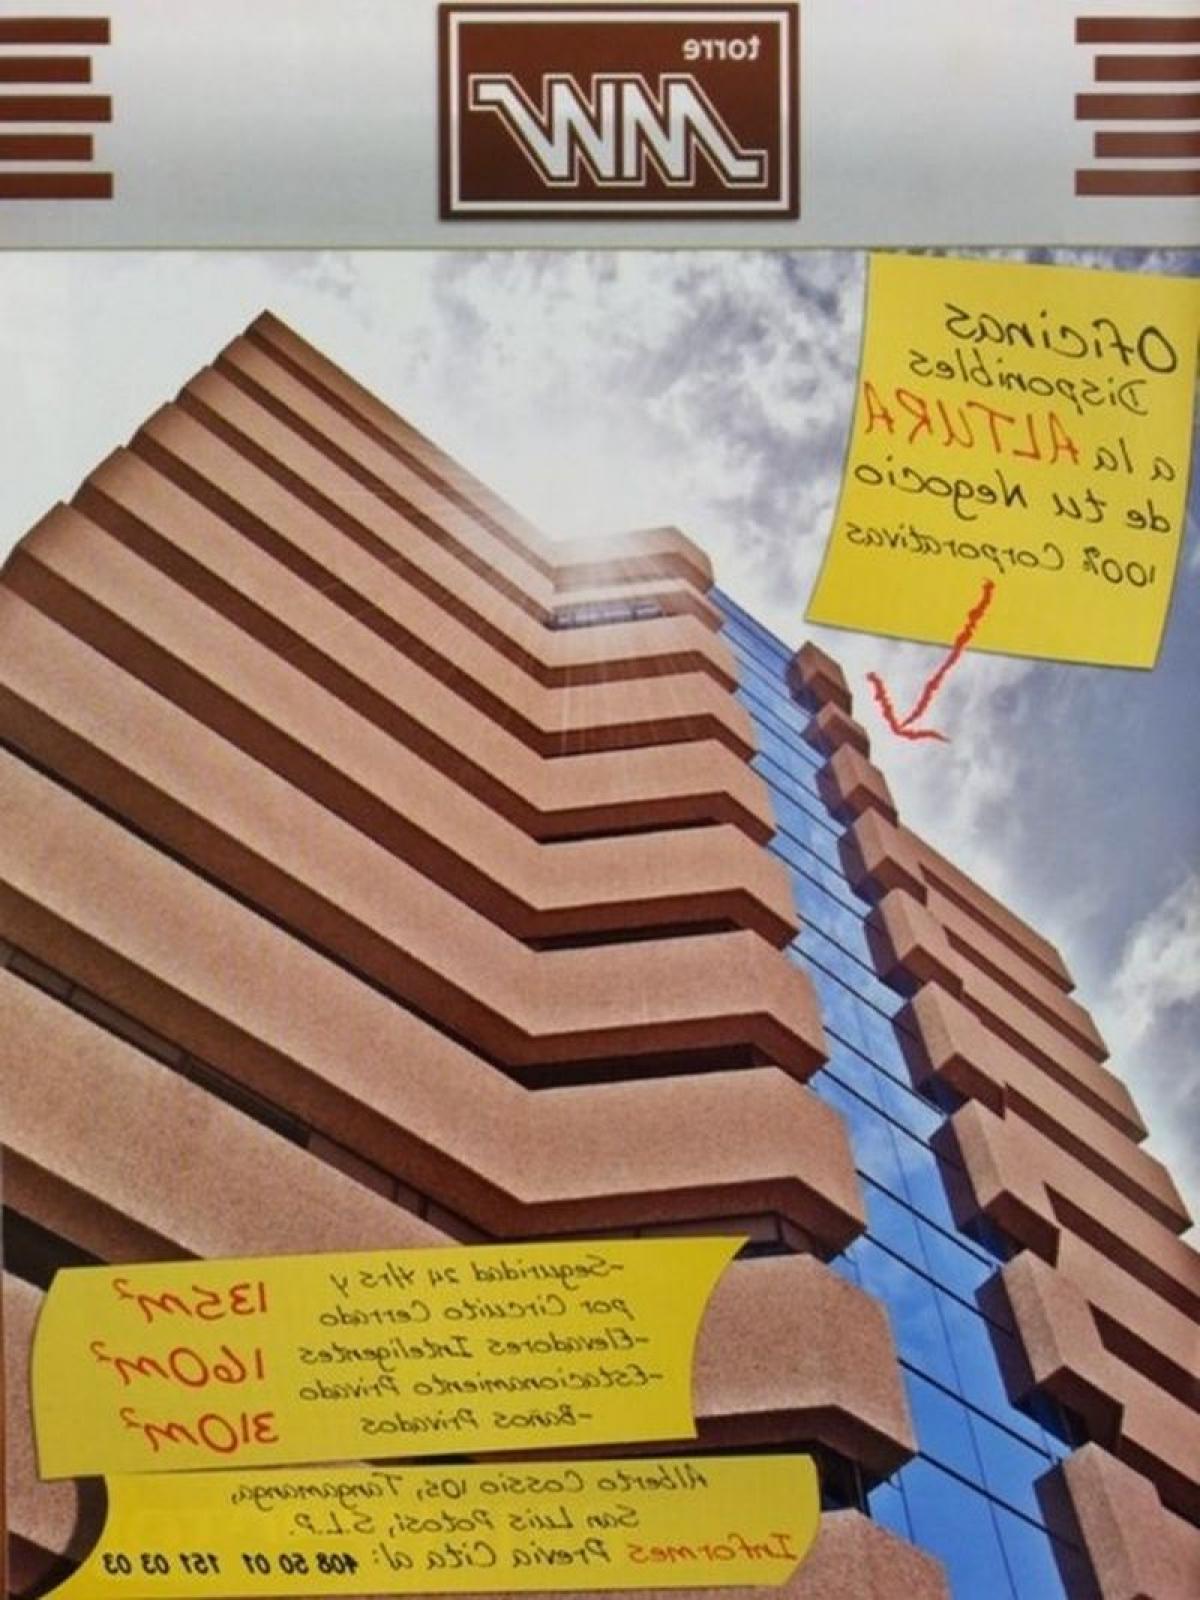 torre
Oficinas
Disponibles
a la ALTURA
de tu Negocio
100% Corporativas
-Seguridad 24 Hrs y
por Circuito Cerrado
-Elevadores Inteligentes
-Estacionamiento Privado
-Baños Privados
135m²
160m²
310m²
Alberto Cossio 105, Tangamanga,
San Luis Potosi, S.L.P.
Informes Previa Cita al: 408 50 01 151 03 03